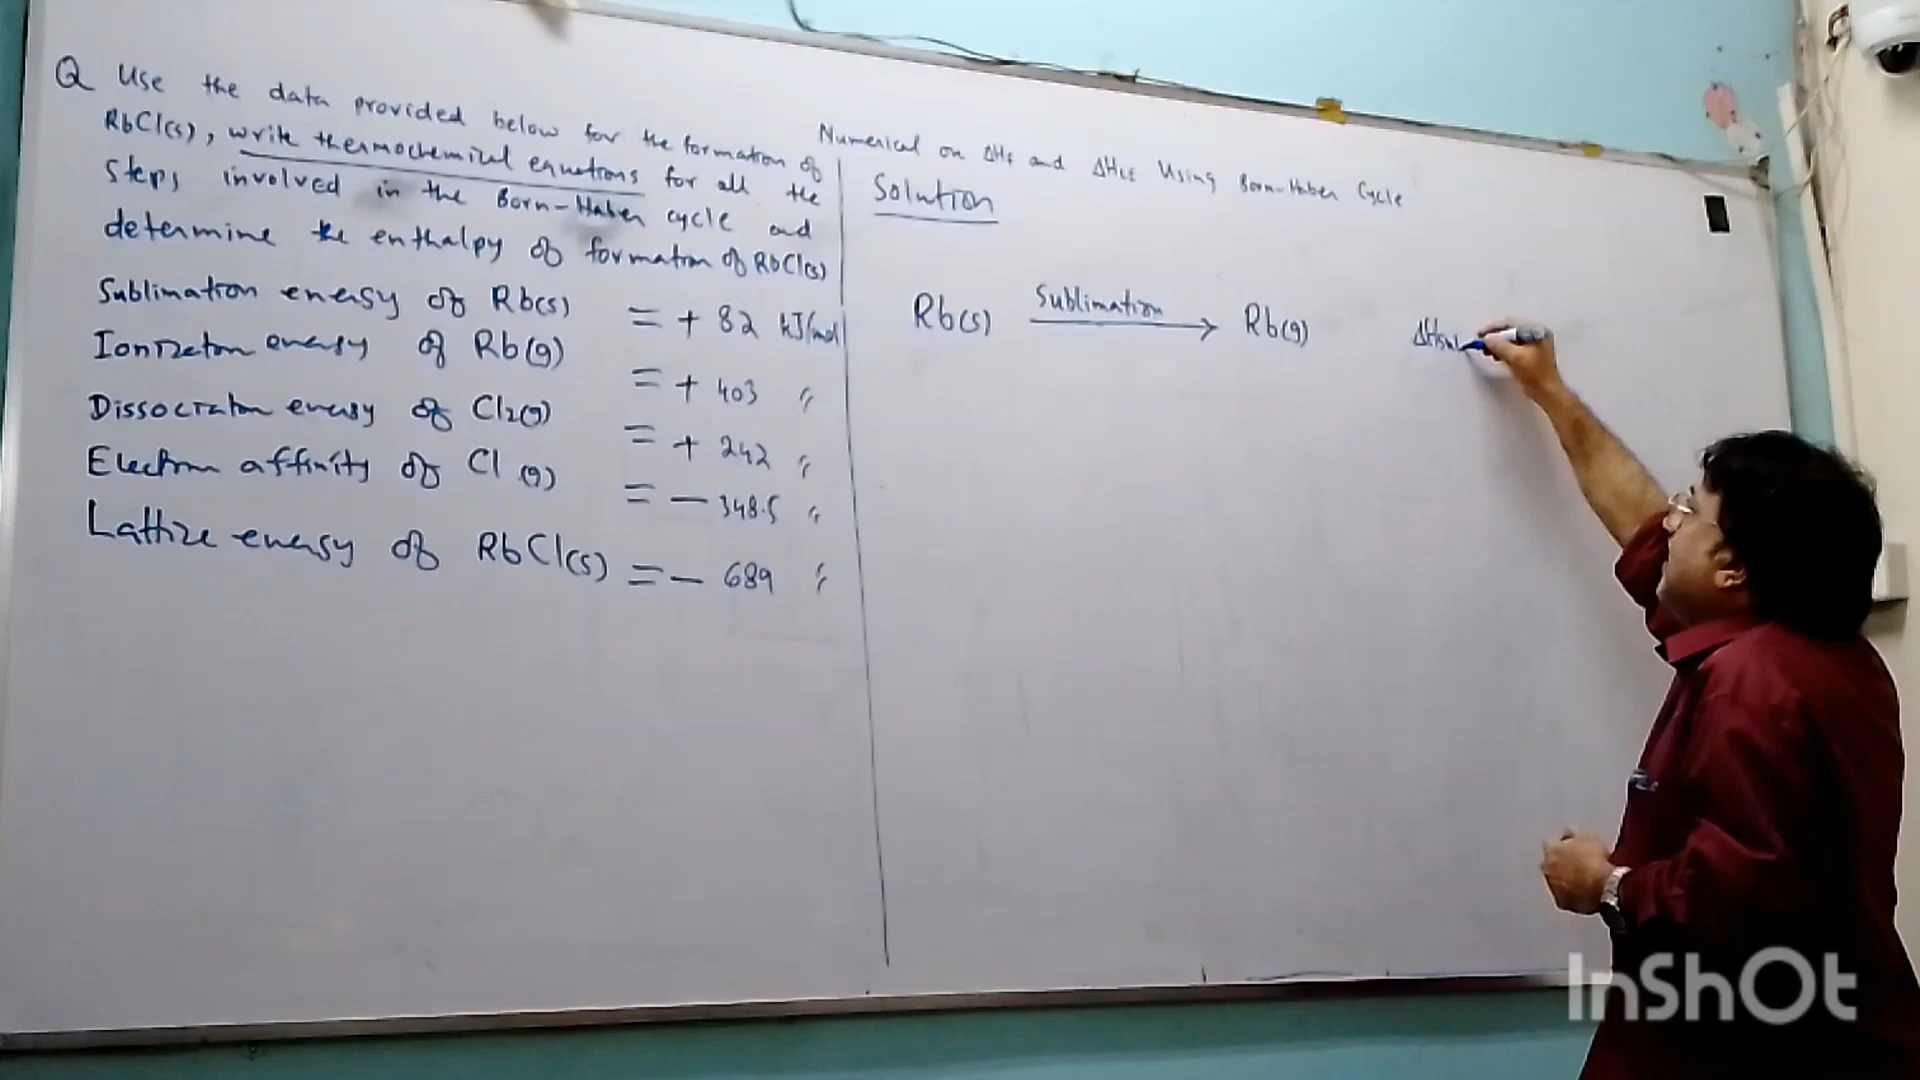 Q Use the data provided below for the formation of
RbCl(s), write thermochemical equations for all the
steps involved in the Born-Haber cycle and
determine the enthalpy of formation of RbCl(s)
Sublimation energy of Rb(s) = + 82 kJ/mol
Ionization energy of Rb(g) = + 403 "
Dissociation energy of Cl₂(g) = + 242 "
Electron affinity of Cl (g) = - 348.5 "
Lattice energy of RbCl(s) = - 689 "
Numerical on ΔHf and ΔHLE Using Born-Haber Cycle
Solution
Rb(s) Sublimation → Rb(g) ΔHsu
InShOt